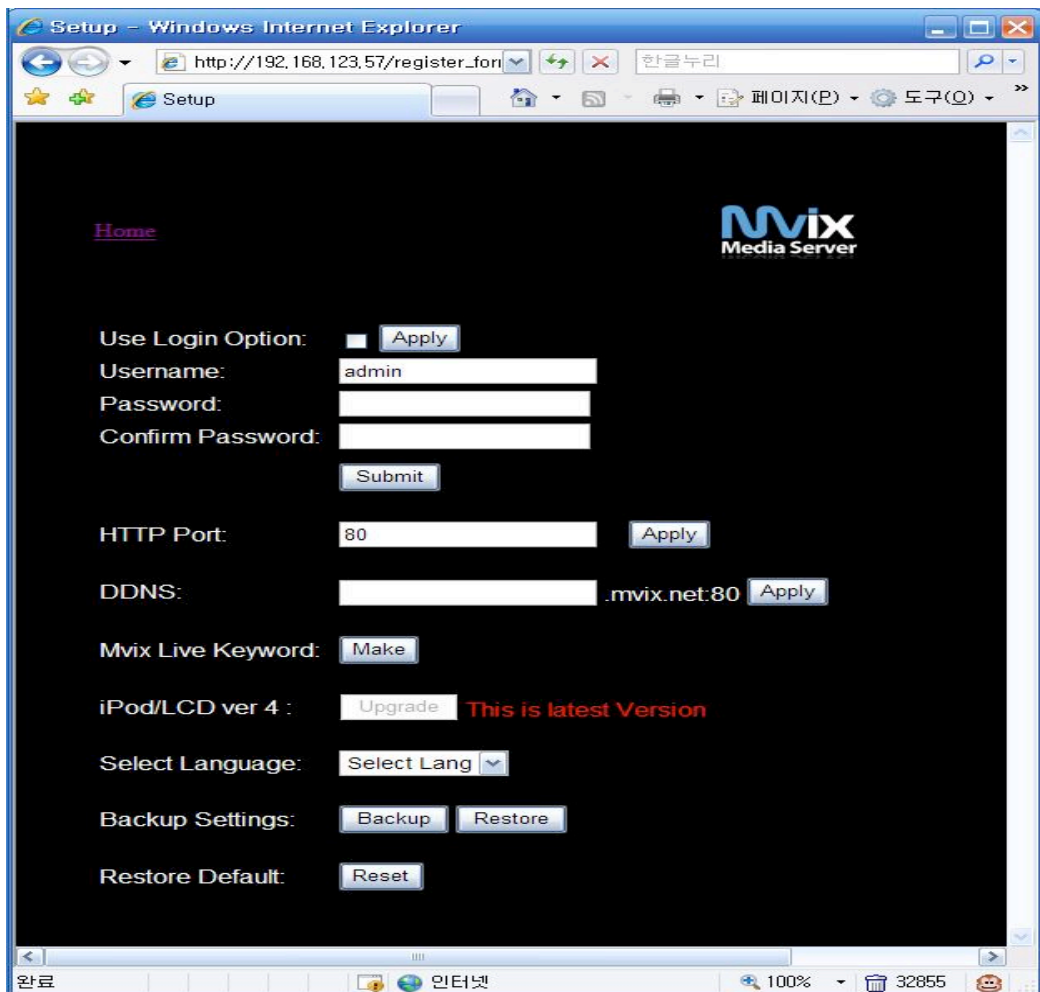 Setup - Windows Internet Explorer
http://192.168.123.57/register_forr
한글누리
Setup
페이지(P)
도구(O)
»
Home
Mvix
Media Server
Use Login Option: Apply
Username: admin
Password:
Confirm Password:
Submit
HTTP Port: 80 Apply
DDNS: .mvix.net:80 Apply
Mvix Live Keyword: Make
iPod/LCD ver 4 : Upgrade This is latest Version
Select Language: Select Lang
Backup Settings: Backup Restore
Restore Default: Reset
완료 인터넷 100% 32855